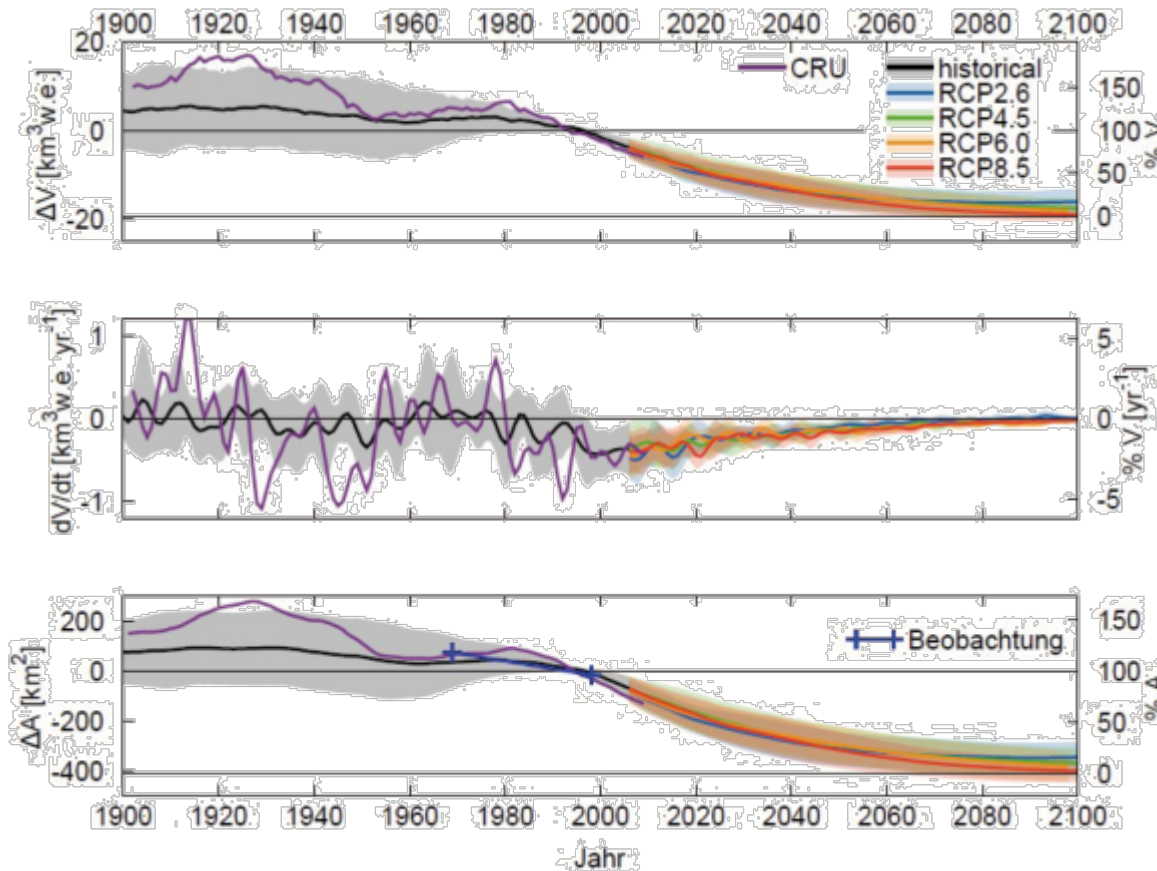 1900 1920 1940 1960 1980 2000 2020 2040 2060 2080 2100
20
0
-20
ΔV [km³w.e.]
CRU
historical
RCP2.6
RCP4.5
RCP6.0
RCP8.5
150
100
50
0
% V
1
0
-1
dV/dt [km³w.e. yr⁻¹]
5
0
-5
% V [yr⁻¹]
200
0
-200
-400
ΔA [km²]
Beobachtung
150
100
50
0
% A
1900 1920 1940 1960 1980 2000 2020 2040 2060 2080 2100
Jahr